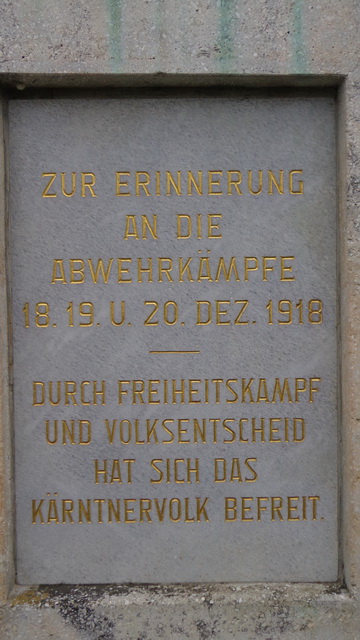 ZUR ERINNERUNG
AN DIE
ABWEHRKÄMPFE
18. 19. U. 20. DEZ. 1918
DURCH FREIHEITSKAMPF
UND VOLKSENTSCHEID
HAT SICH DAS
KÄRNTNERVOLK BEFREIT.